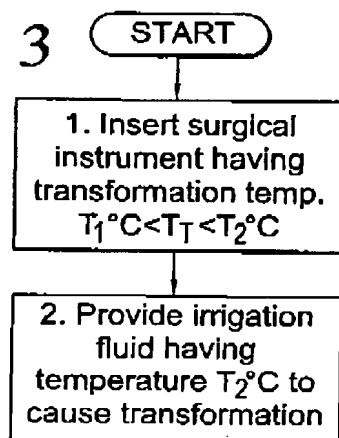 3
START
1. Insert surgical
instrument having
transformation temp.
T₁°C<Tₜ<T₂°C
2. Provide irrigation
fluid having
temperature T₂°C to
cause transformation